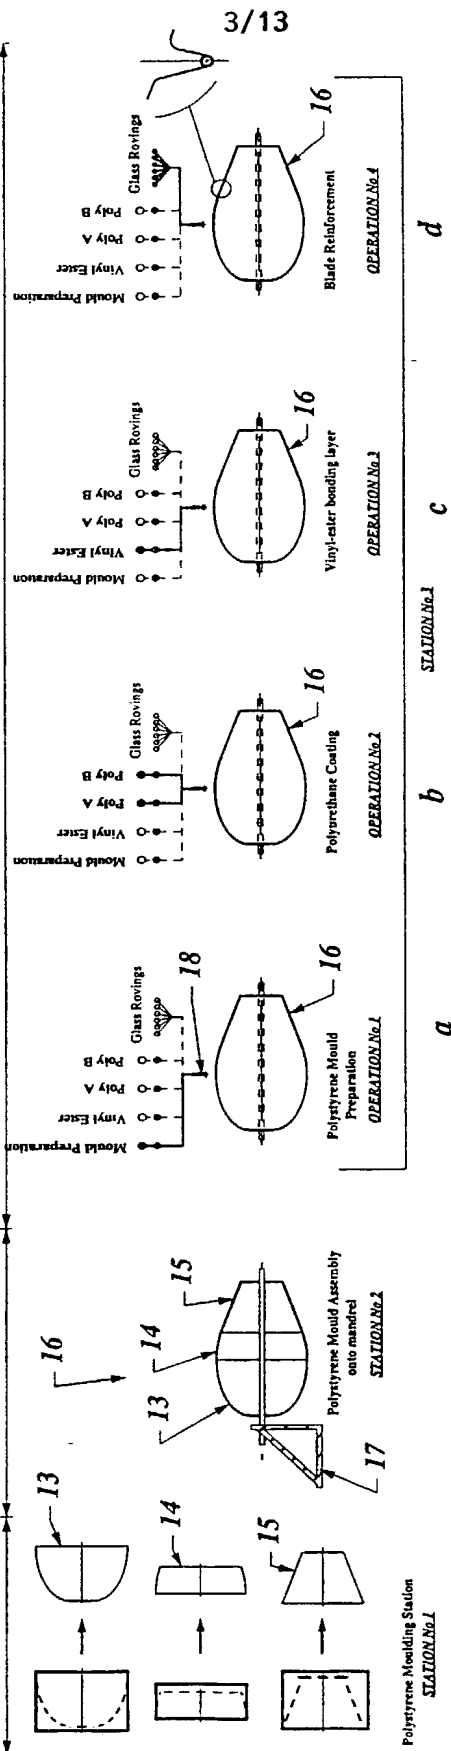 3/13
13
14
15
Polystyrene Moulding Station
STATION No 1
16
13
14
15
17
Polystyrene Mould Assembly
onto mandrel
STATION No 2
Mould Preparation
Vinyl Ester
Poly A
Poly B
Glass Rovings
18
16
Polystyrene Mould
Preparation
OPERATION No 1
a
Mould Preparation
Vinyl Ester
Poly A
Poly B
Glass Rovings
16
Polyurethane Coating
OPERATION No 2
b
Mould Preparation
Vinyl Ester
Poly A
Poly B
Glass Rovings
16
Vinyl-ester bonding layer
OPERATION No 3
c
Mould Preparation
Vinyl Ester
Poly A
Poly B
Glass Rovings
16
Blade Reinforcement
OPERATION No 4
d
STATION No 3